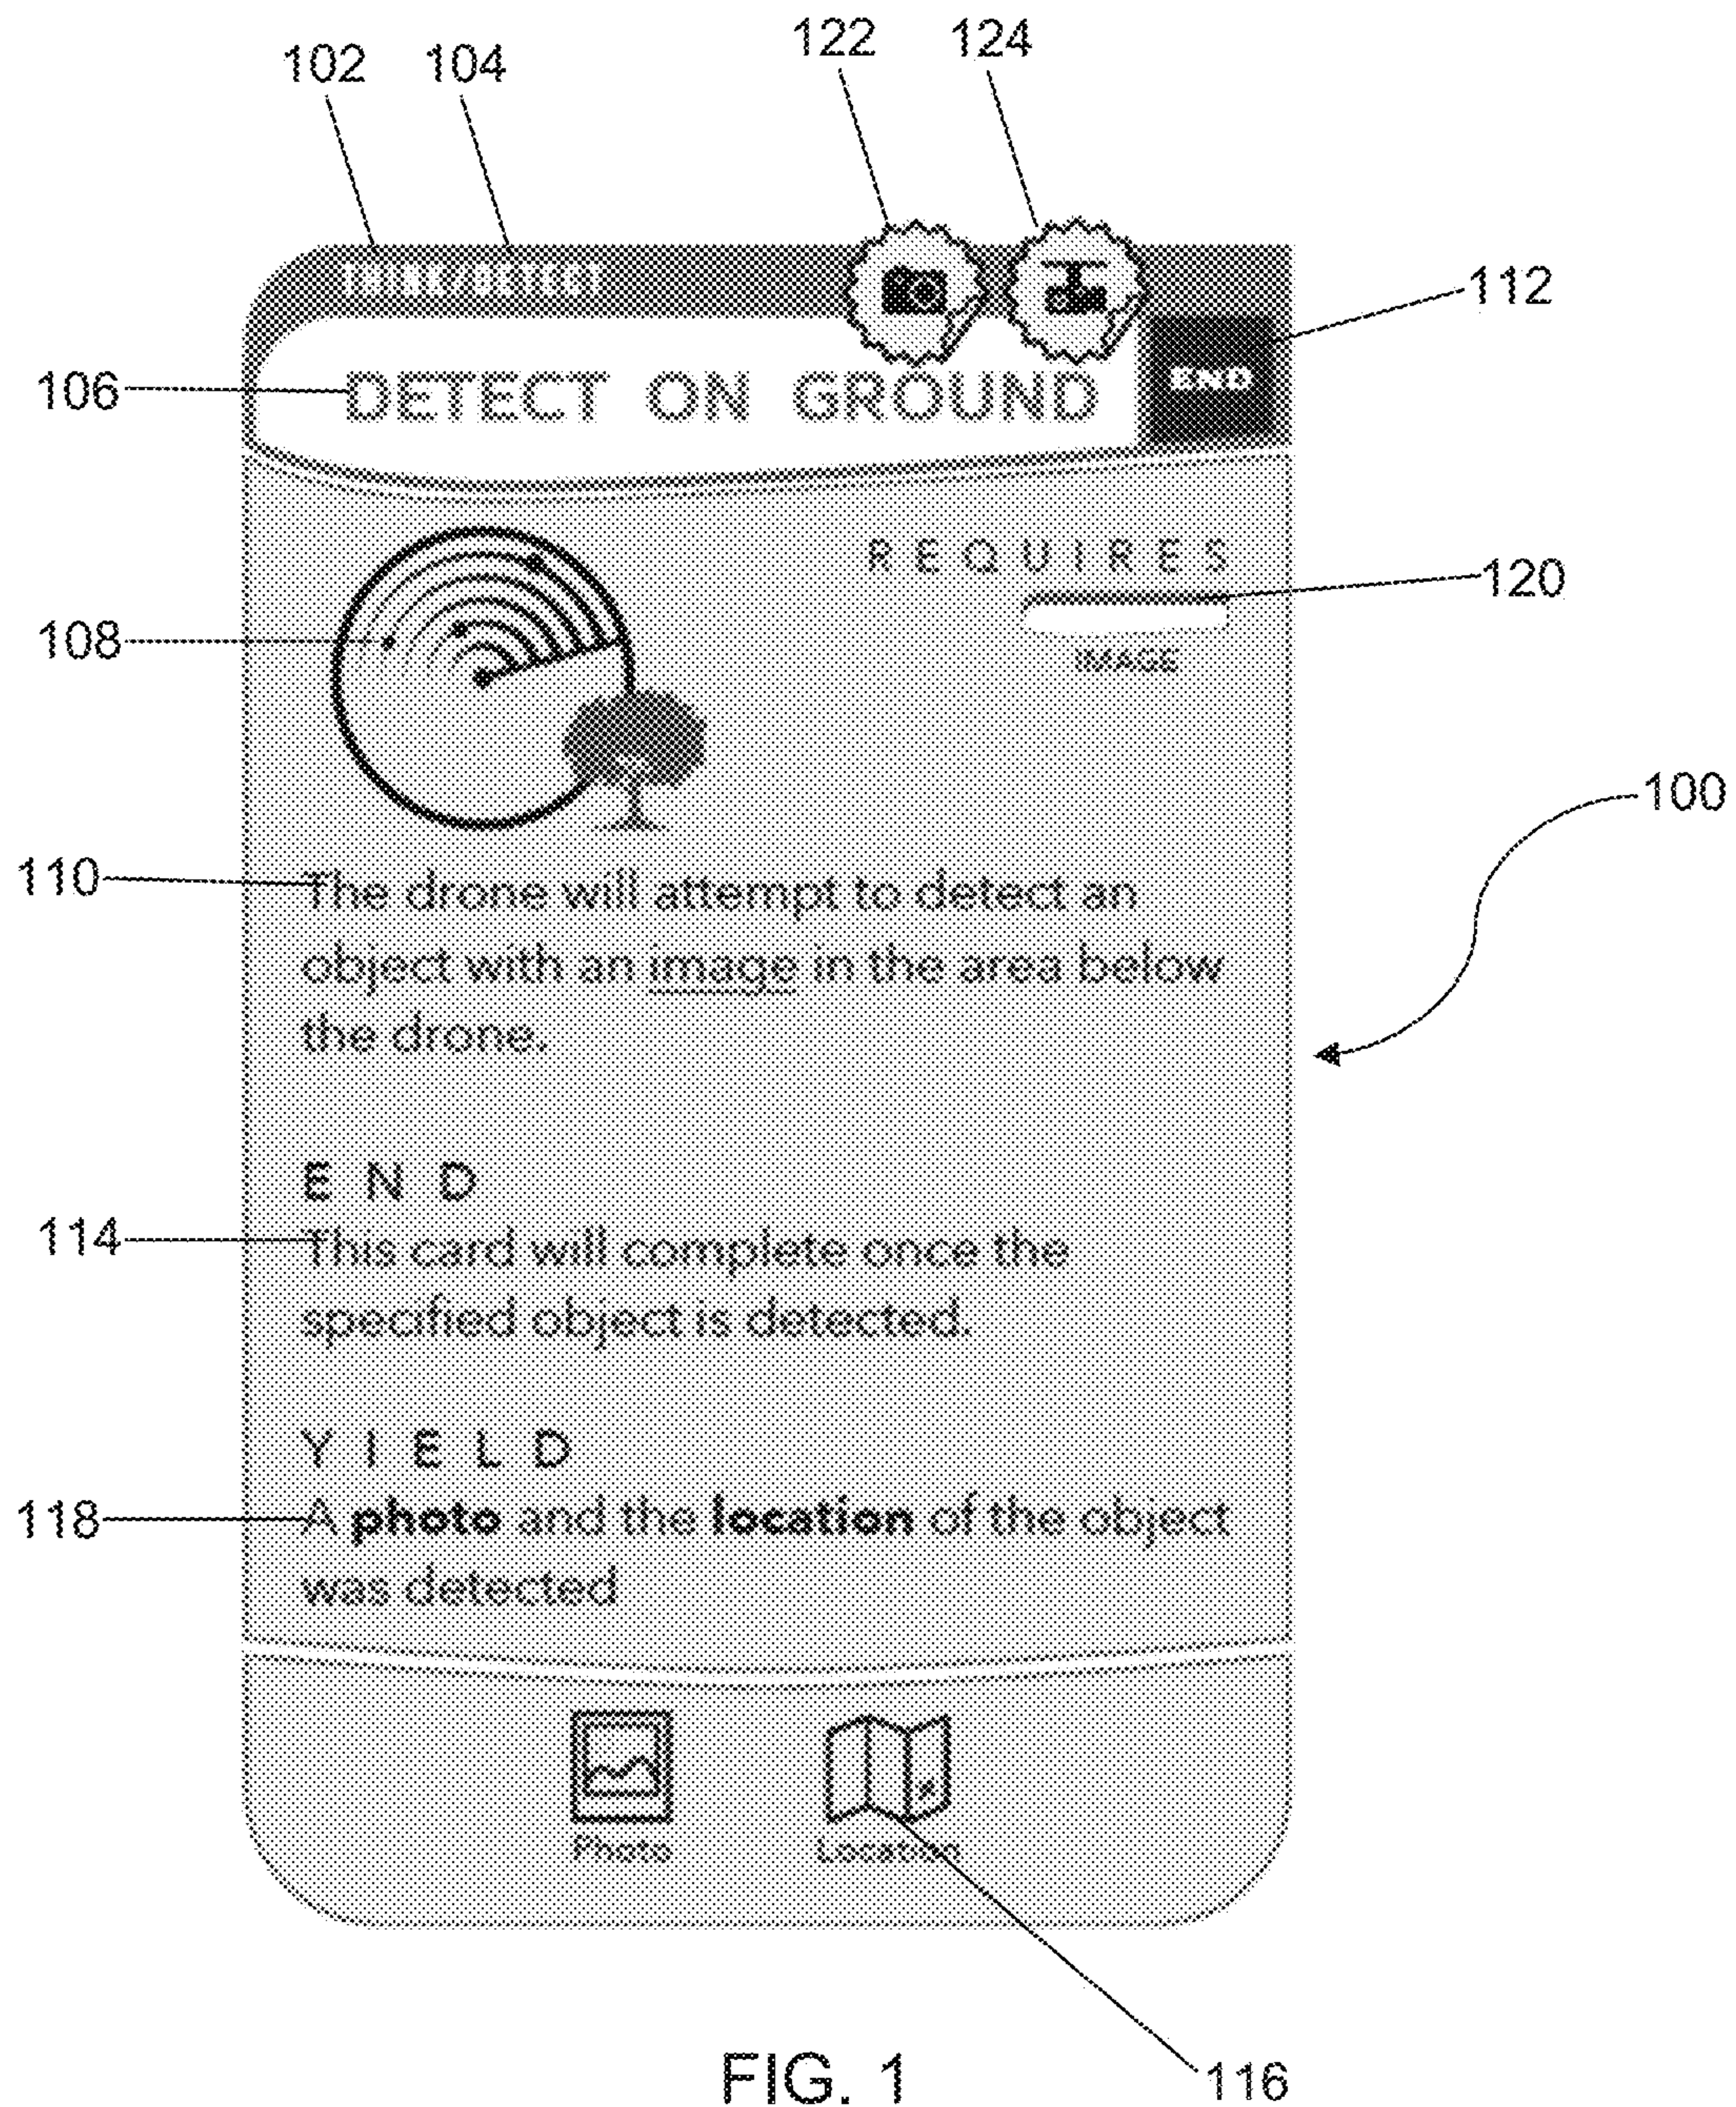 122 124
102 104
THINK/DETECT
112
END
106
DETECT ON GROUND
REQUIRES
120
108
IMAGE
100
110
The drone will attempt to detect an
object with an image in the area below
the drone.
END
114
This card will complete once the
specified object is detected.
YIELD
118
A photo and the location of the object
was detected
Photo Location
116
FIG. 1